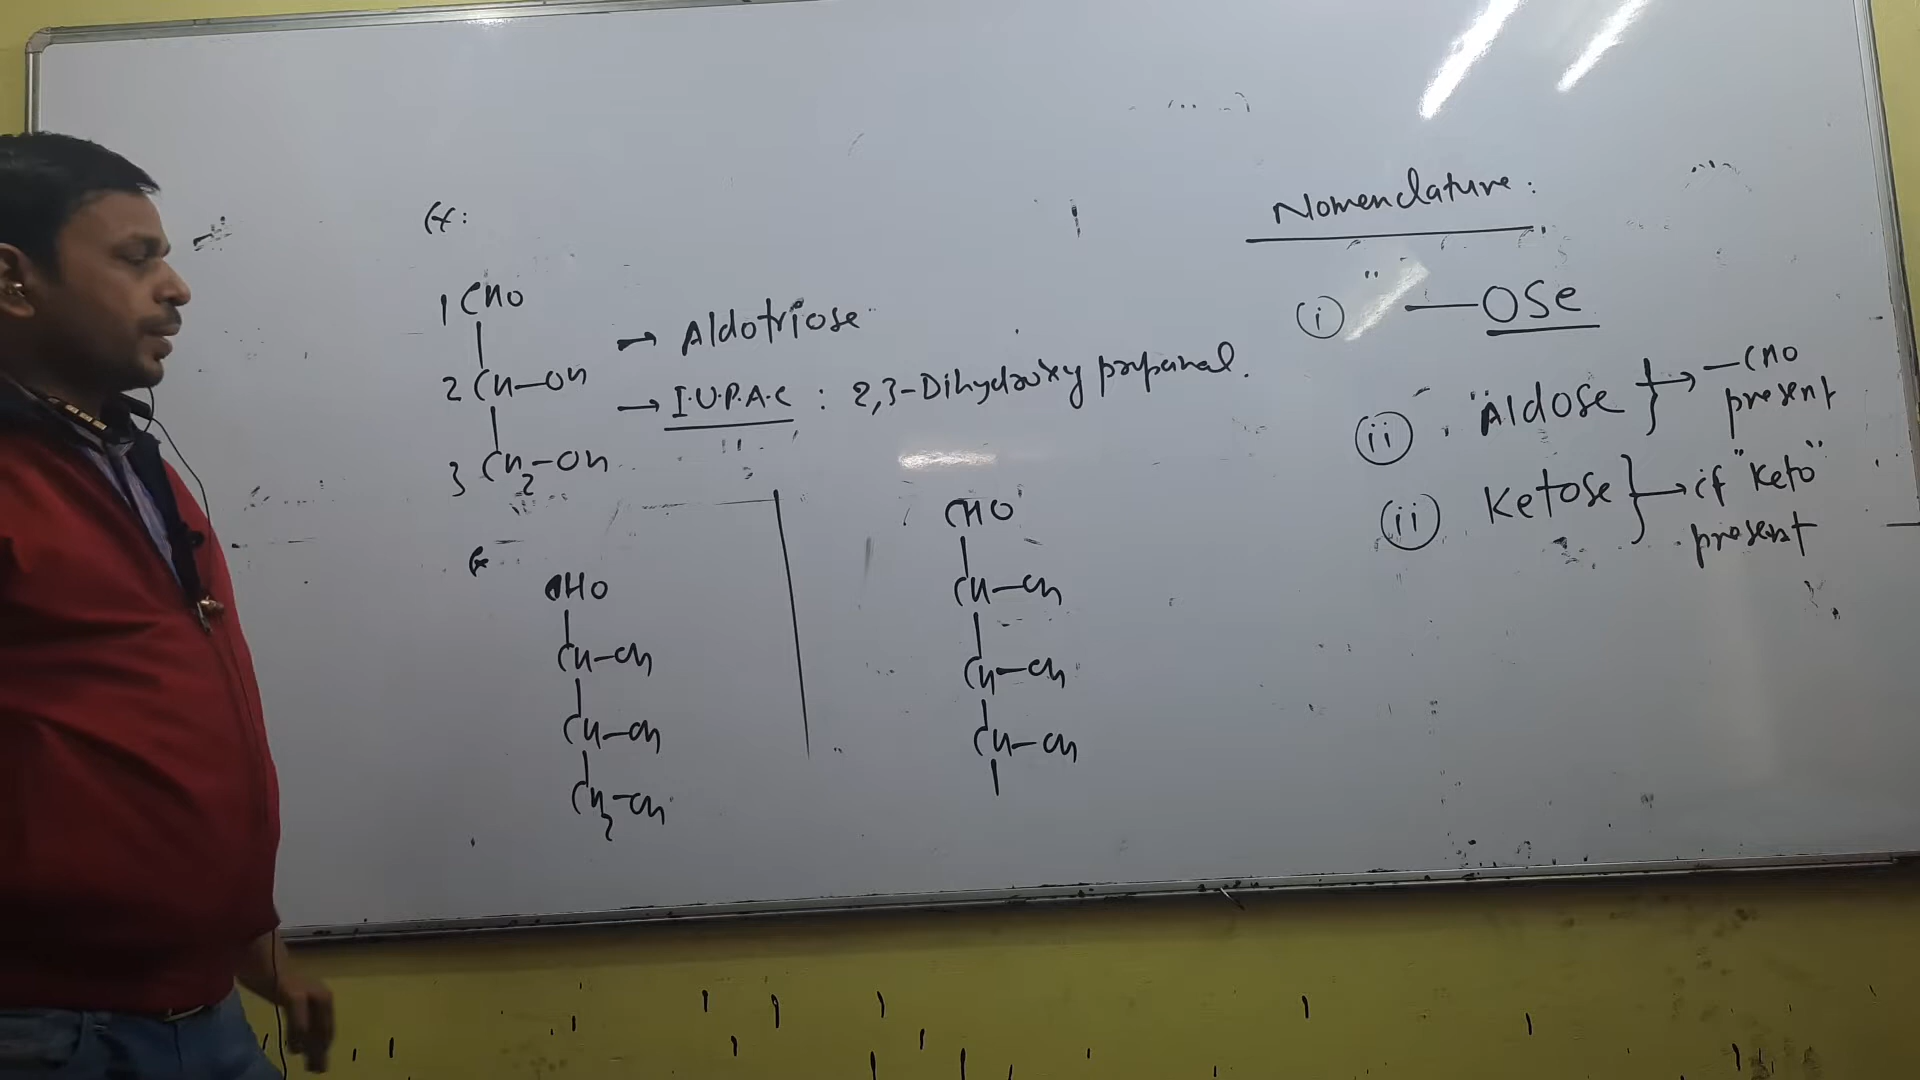 Ex:
1 CHO
2 CH—OH
3 CH2—OH
→ Aldotriose
→ I.U.P.A.C : 2,3-Dihydroxy propanal.
Ex
CHO
CH—OH
CH—OH
CH2—OH
CHO
CH—OH
CH—OH
CH—OH
Nomenclature:
(i) " —OSe
(ii) "Aldose } → —CHO
present
(ii) Ketose } → if "Keto"
present